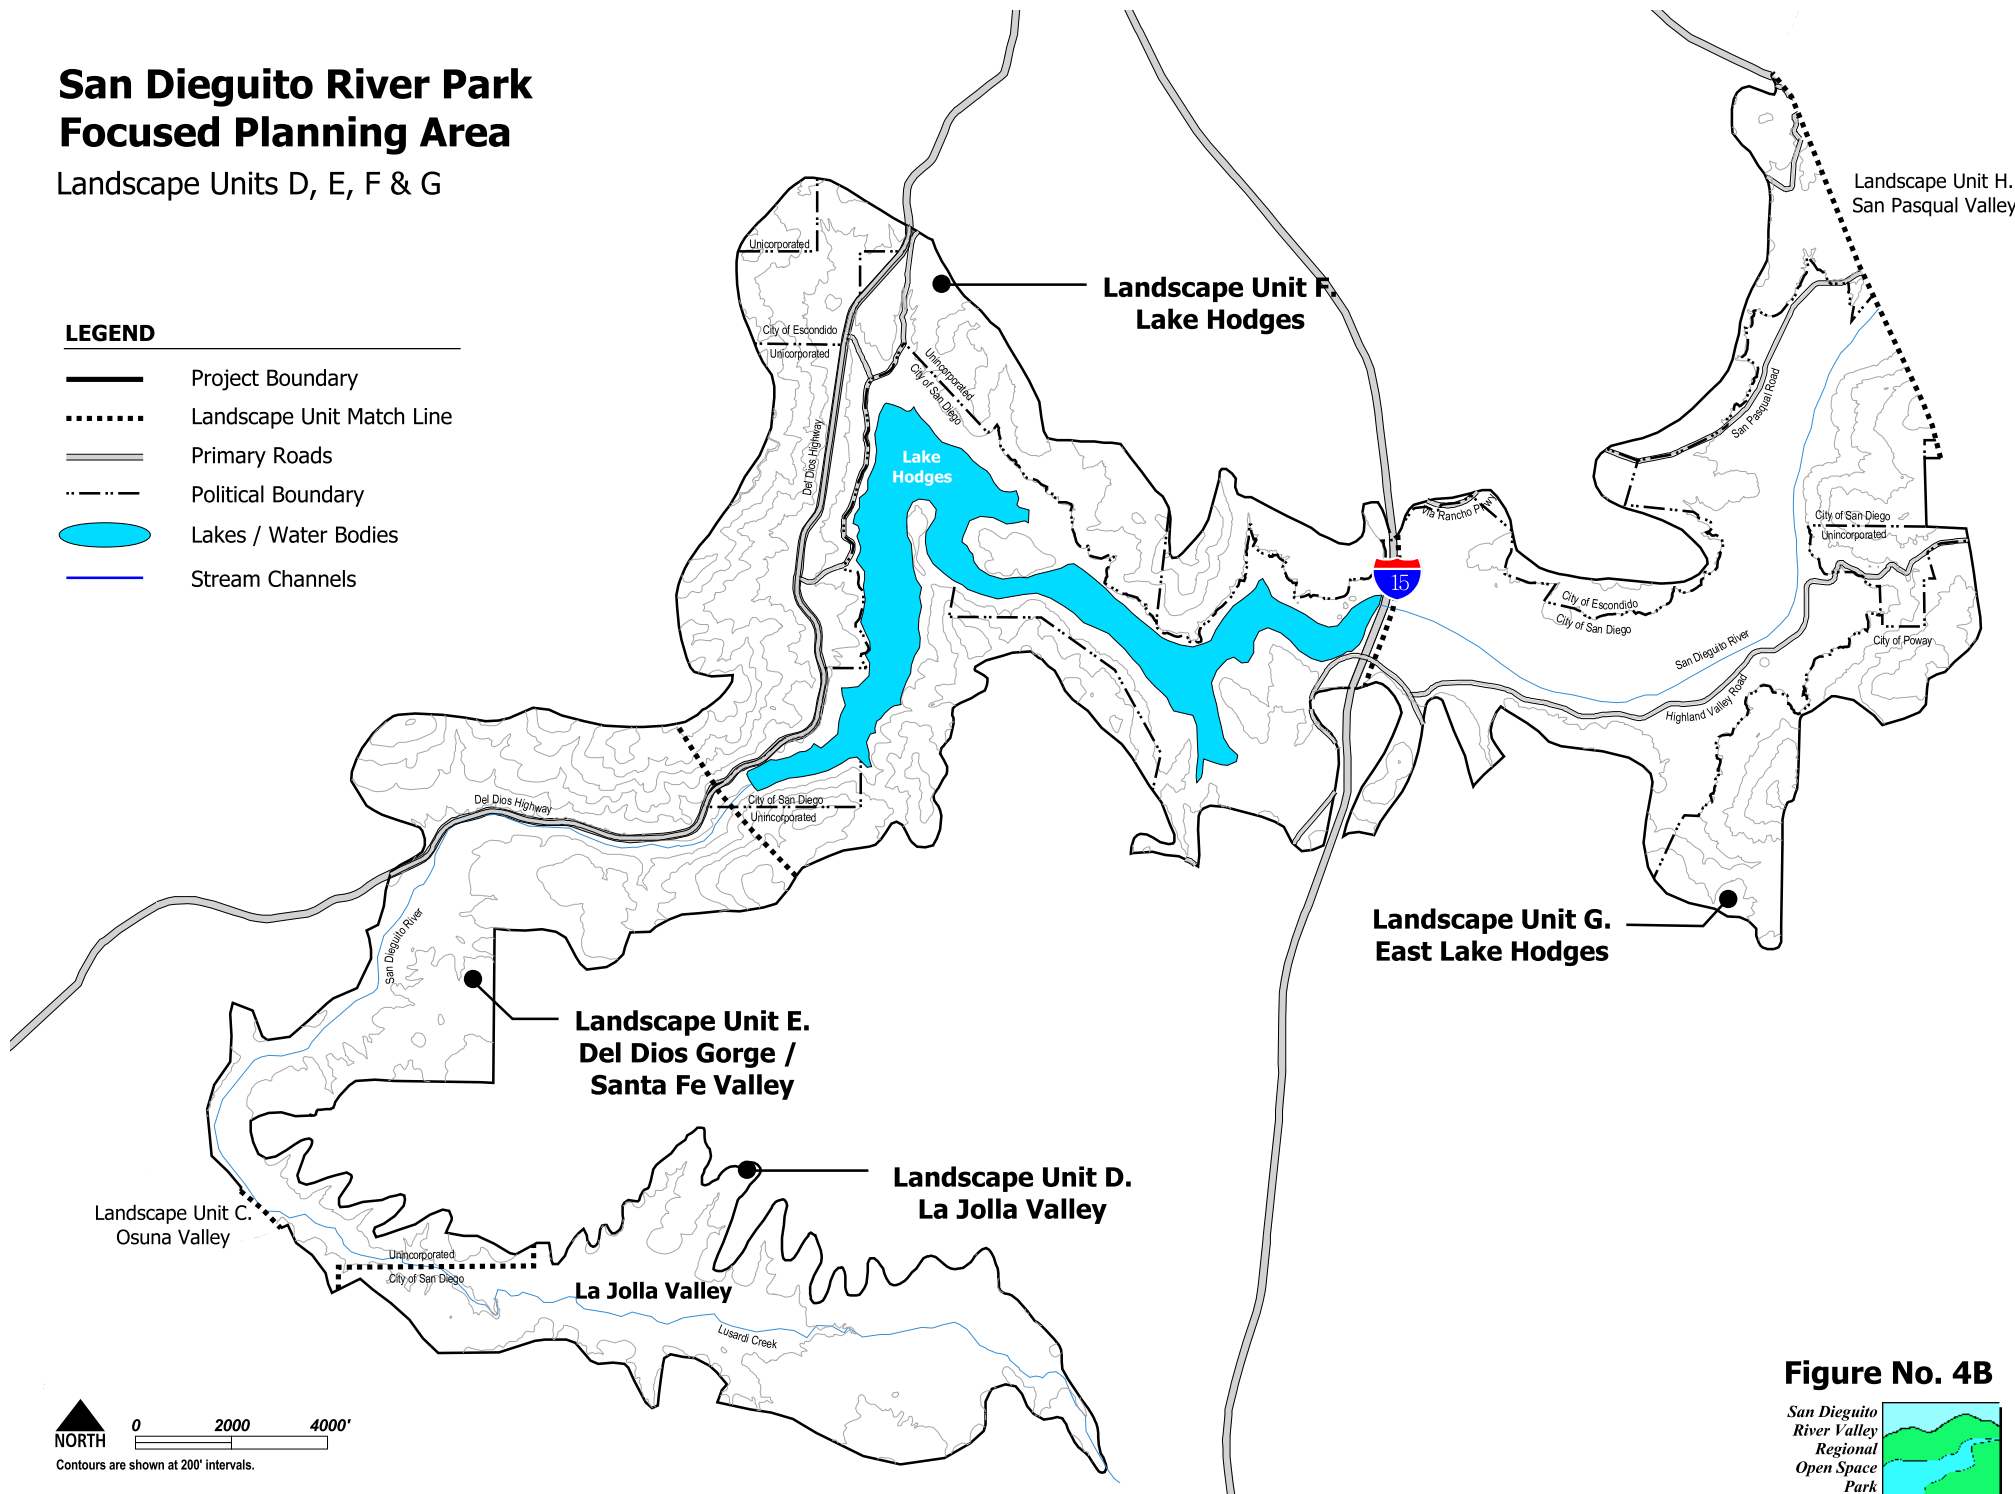 San Dieguito River Park
Focused Planning Area
Landscape Units D, E, F & G
LEGEND
Project Boundary
Landscape Unit Match Line
Primary Roads
Political Boundary
Lakes / Water Bodies
Stream Channels
Landscape Unit H.
San Pasqual Valley
Unicorporated
Landscape Unit F.
Lake Hodges
City of Escondido
Unicorporated
Unincorporated
City of San Diego
Del Dios Highway
Lake
Hodges
San Pasqual Road
Via Rancho Pkwy
15
City of San Diego
Unincorporated
City of Escondido
City of San Diego
City of Poway
San Dieguito River
Highland Valley Road
Del Dios Highway
City of San Diego
Unincorporated
San Dieguito River
Landscape Unit G.
East Lake Hodges
Landscape Unit E.
Del Dios Gorge /
Santa Fe Valley
Landscape Unit D.
La Jolla Valley
Landscape Unit C.
Osuna Valley
Unincorporated
City of San Diego
La Jolla Valley
Lusardi Creek
NORTH
0 2000 4000'
Contours are shown at 200' intervals.
Figure No. 4B
San Dieguito
River Valley
Regional
Open Space
Park